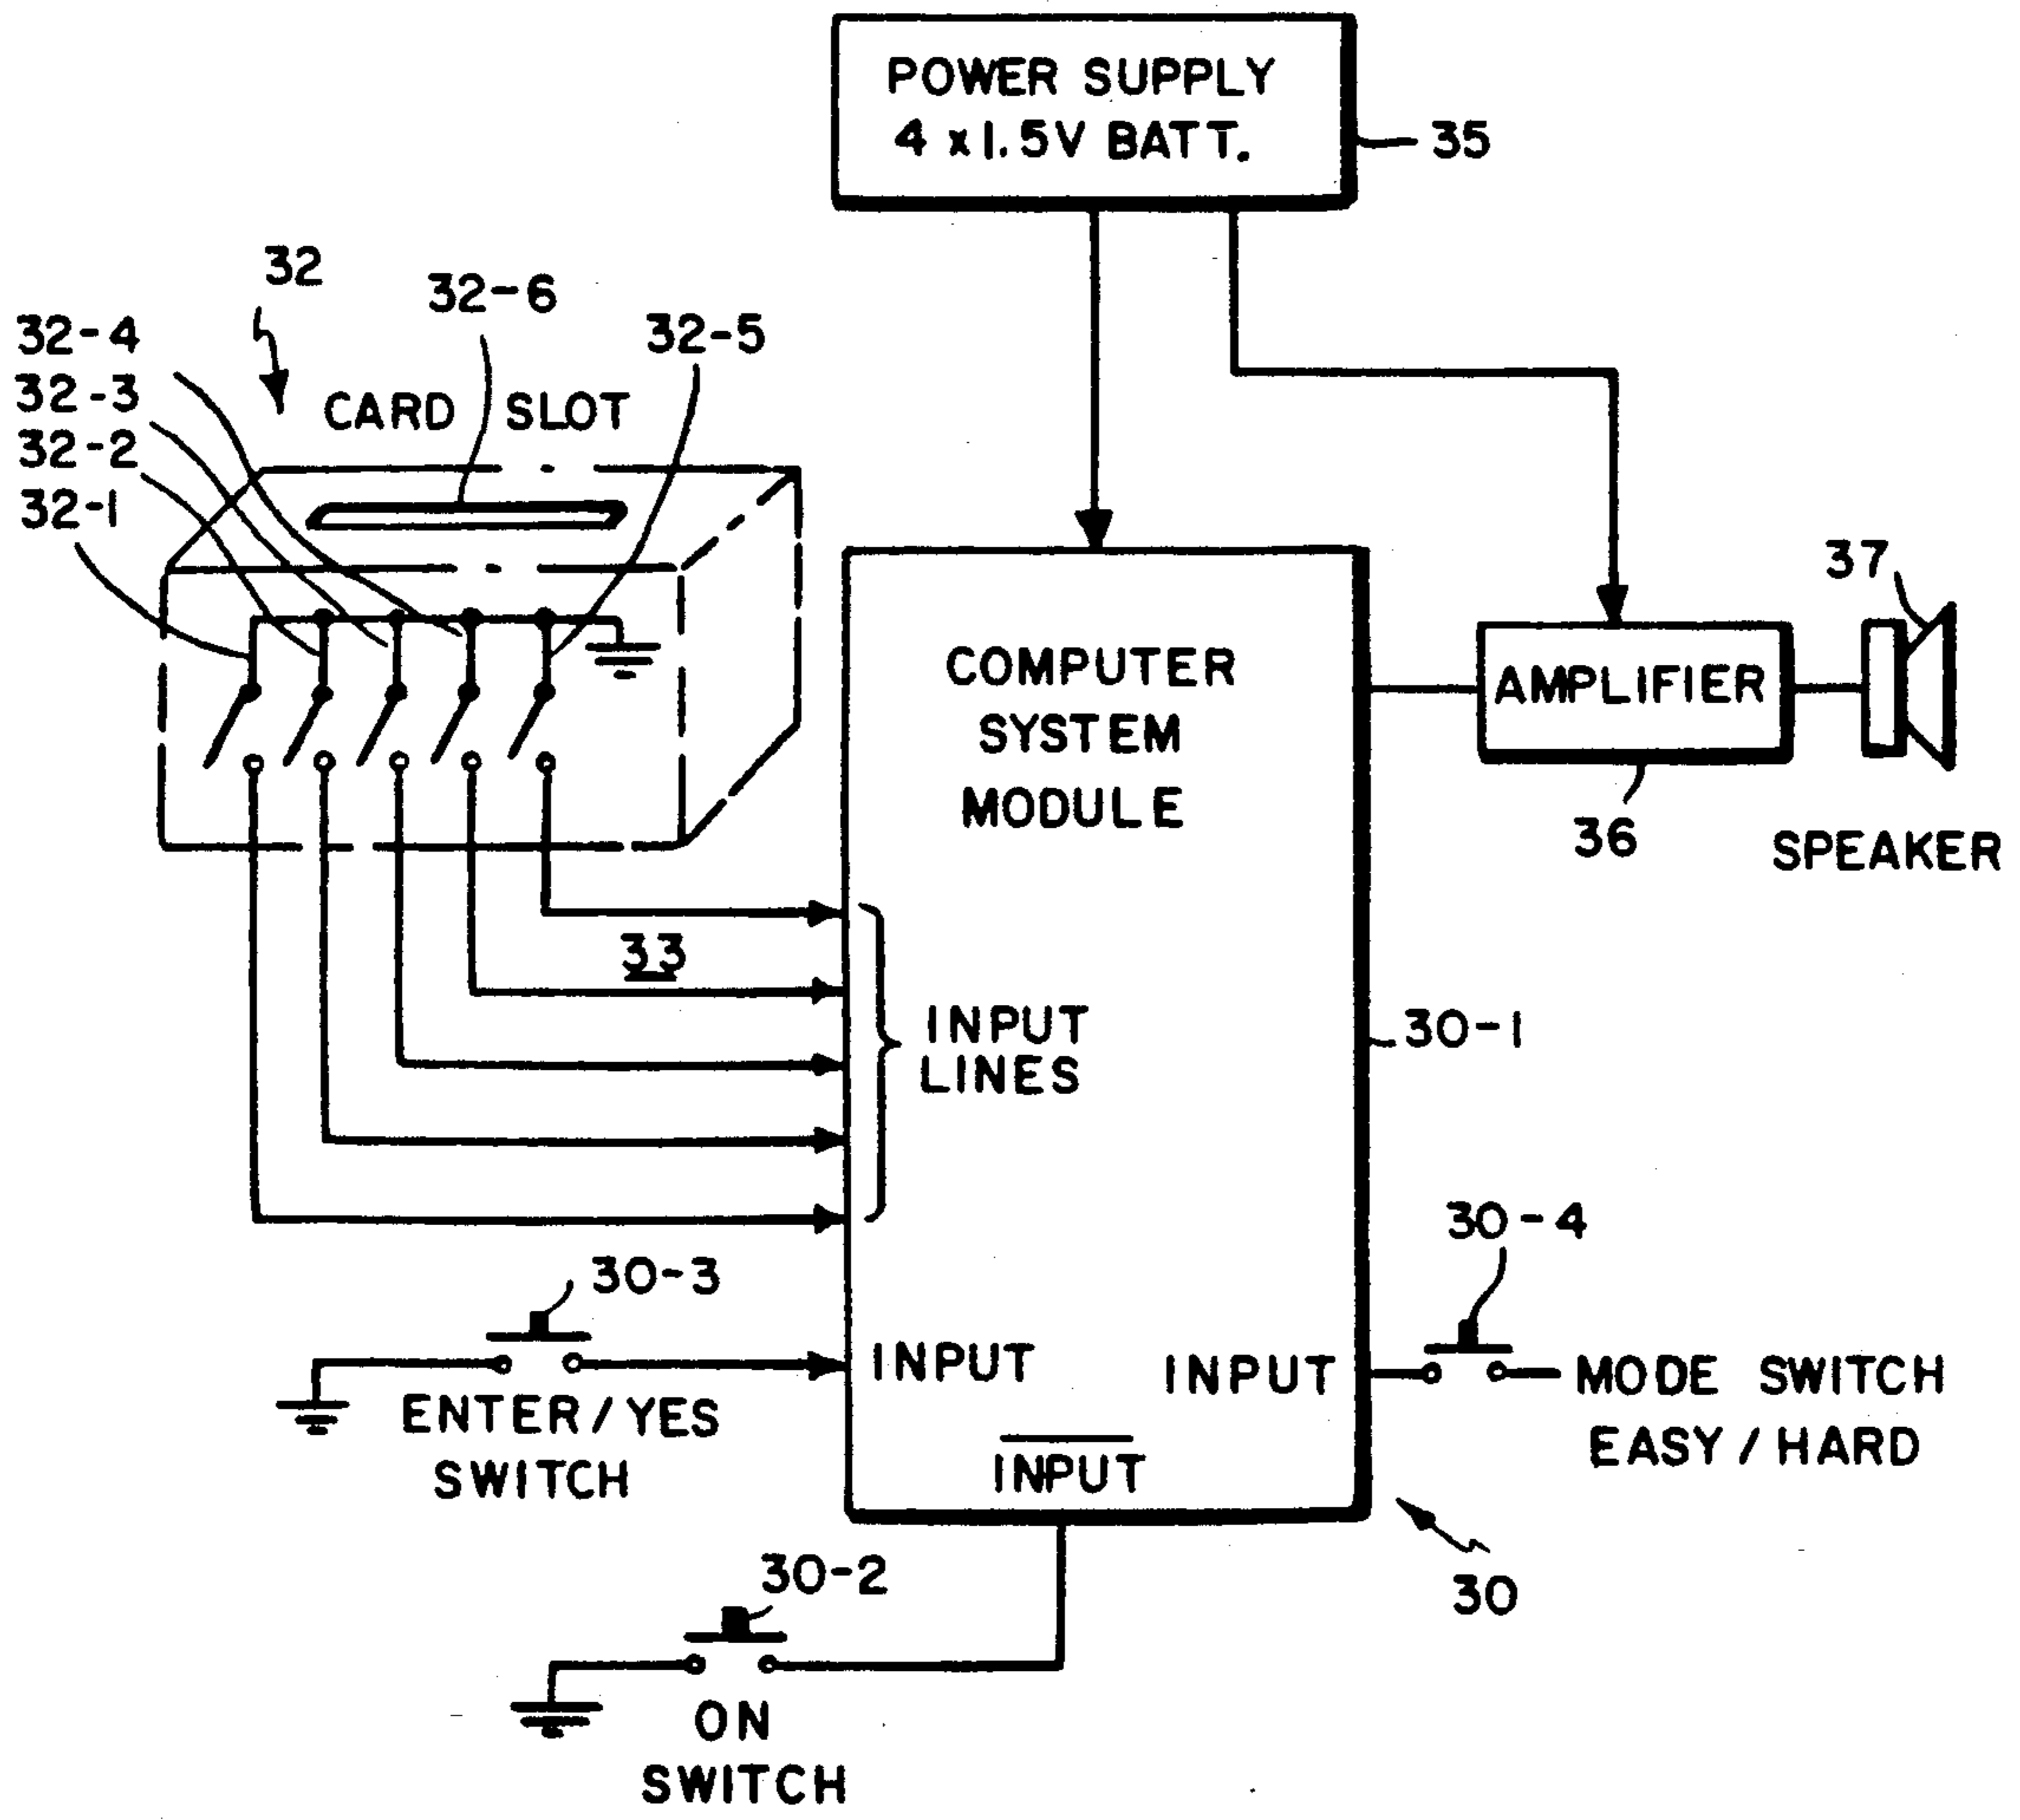 POWER SUPPLY
4 x 1.5V BATT.
35
32
32-6
32-5
32-4
32-3
32-2
32-1
CARD SLOT
37
COMPUTER
SYSTEM
MODULE
AMPLIFIER
36
SPEAKER
33
INPUT
LINES
30-1
30-4
30-3
INPUT
INPUT
MODE SWITCH
EASY / HARD
ENTER / YES
SWITCH
INPUT
30
30-2
ON
SWITCH